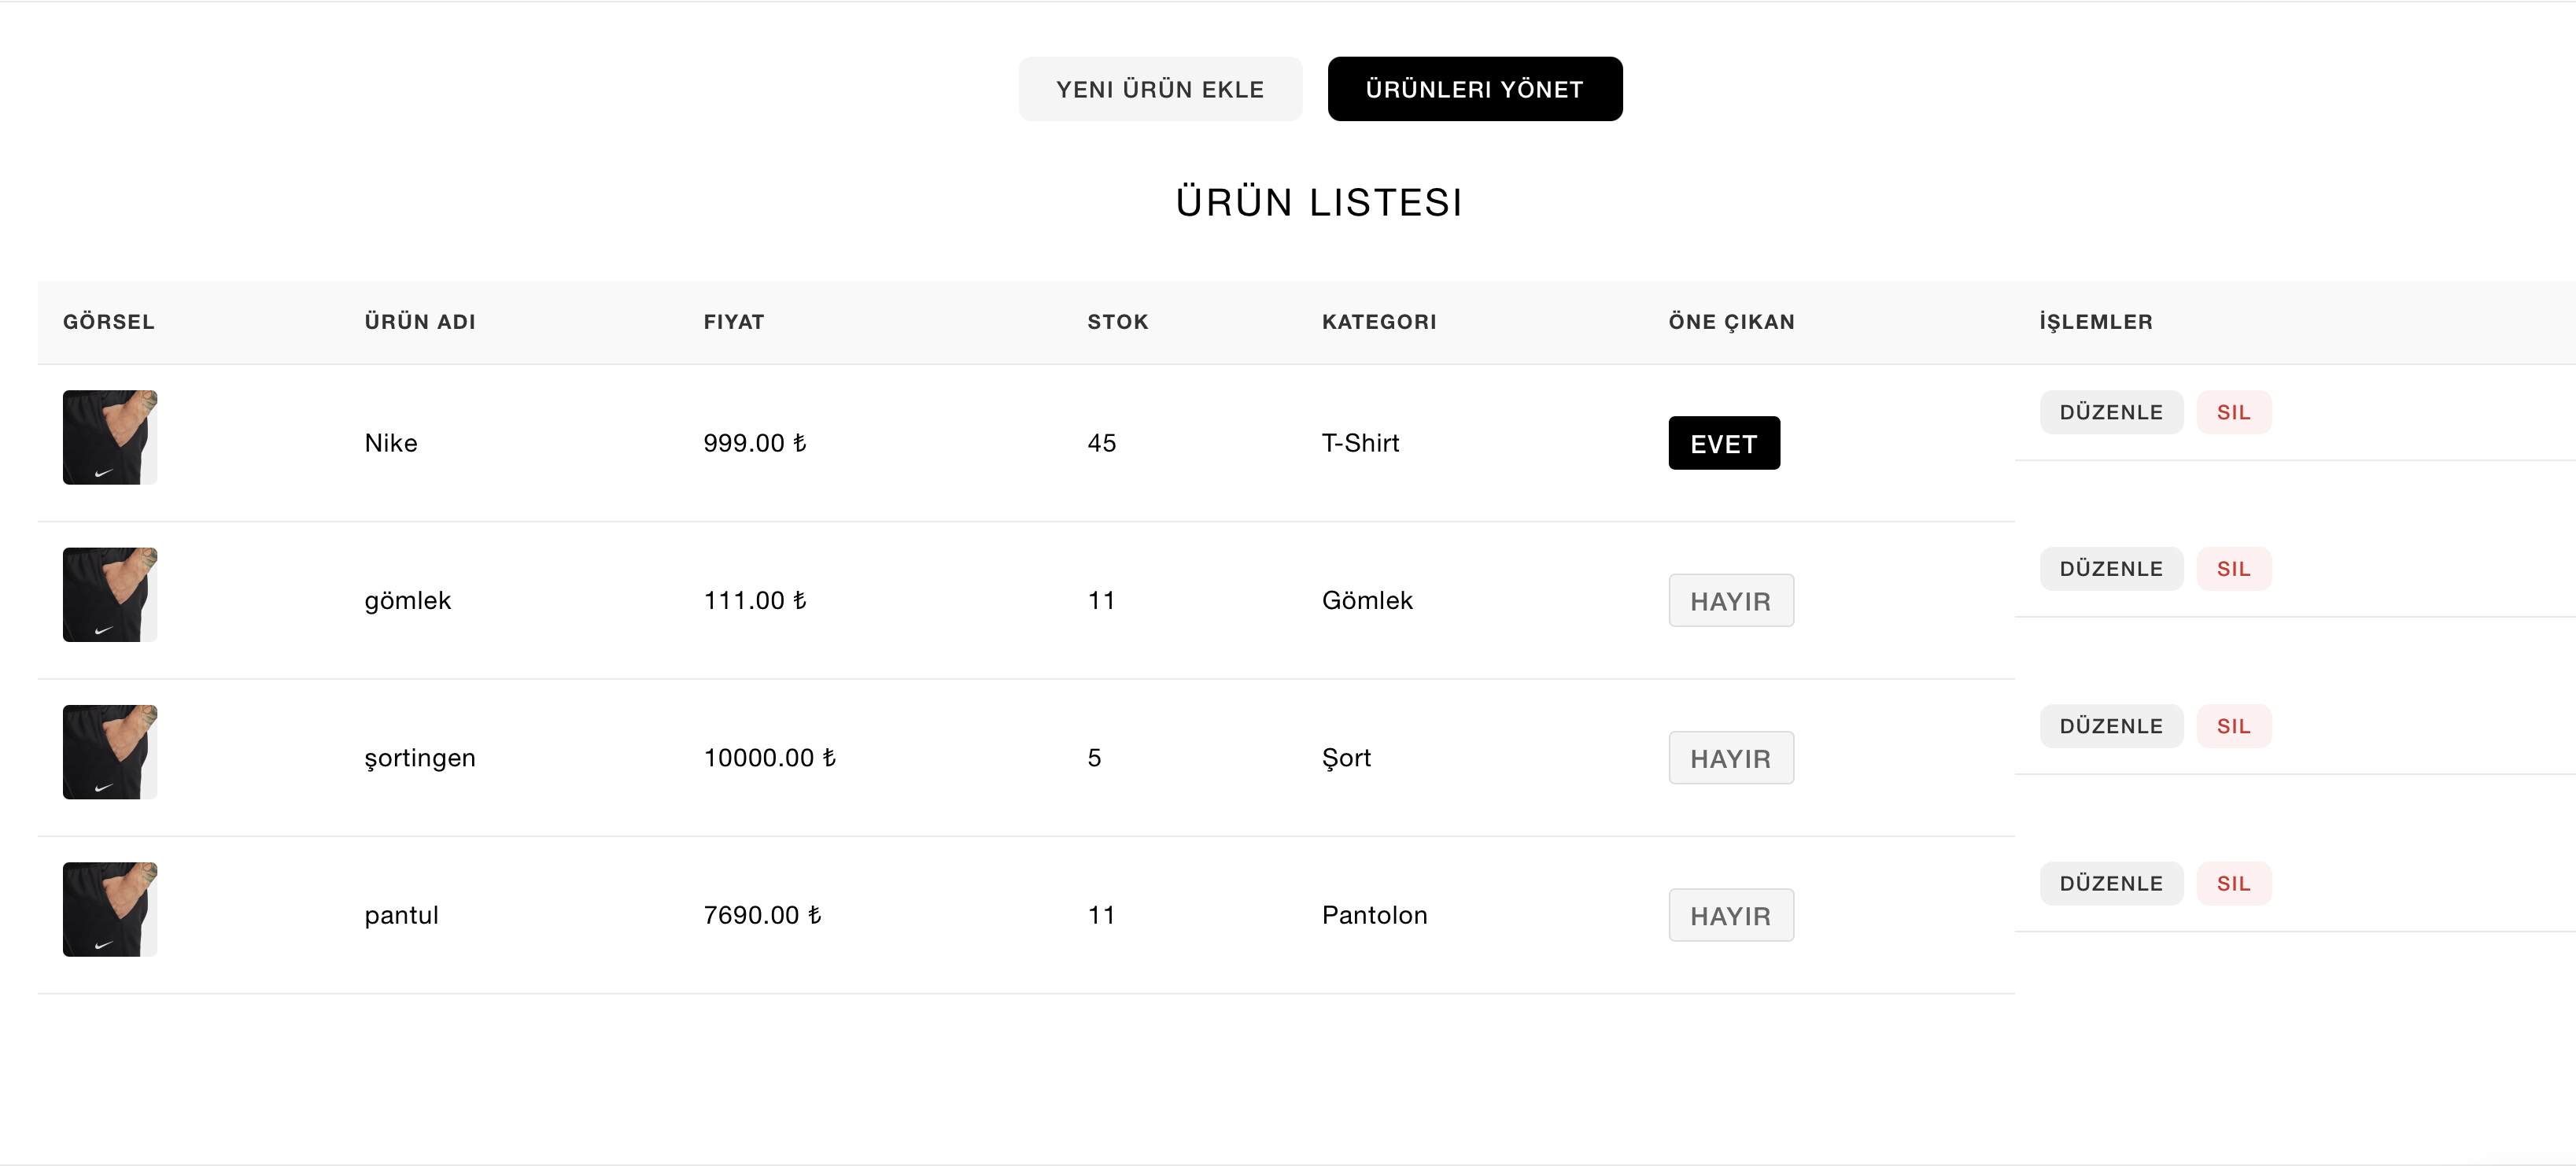 YENI ÜRÜN EKLE ÜRÜNLERI YÖNET
ÜRÜN LISTESI
GÖRSEL ÜRÜN ADI FIYAT STOK KATEGORI ÖNE ÇIKAN İŞLEMLER
Nike 999.00 ₺ 45 T-Shirt EVET DÜZENLE SIL
gömlek 111.00 ₺ 11 Gömlek HAYIR DÜZENLE SIL
şortingen 10000.00 ₺ 5 Şort HAYIR DÜZENLE SIL
pantul 7690.00 ₺ 11 Pantolon HAYIR DÜZENLE SIL